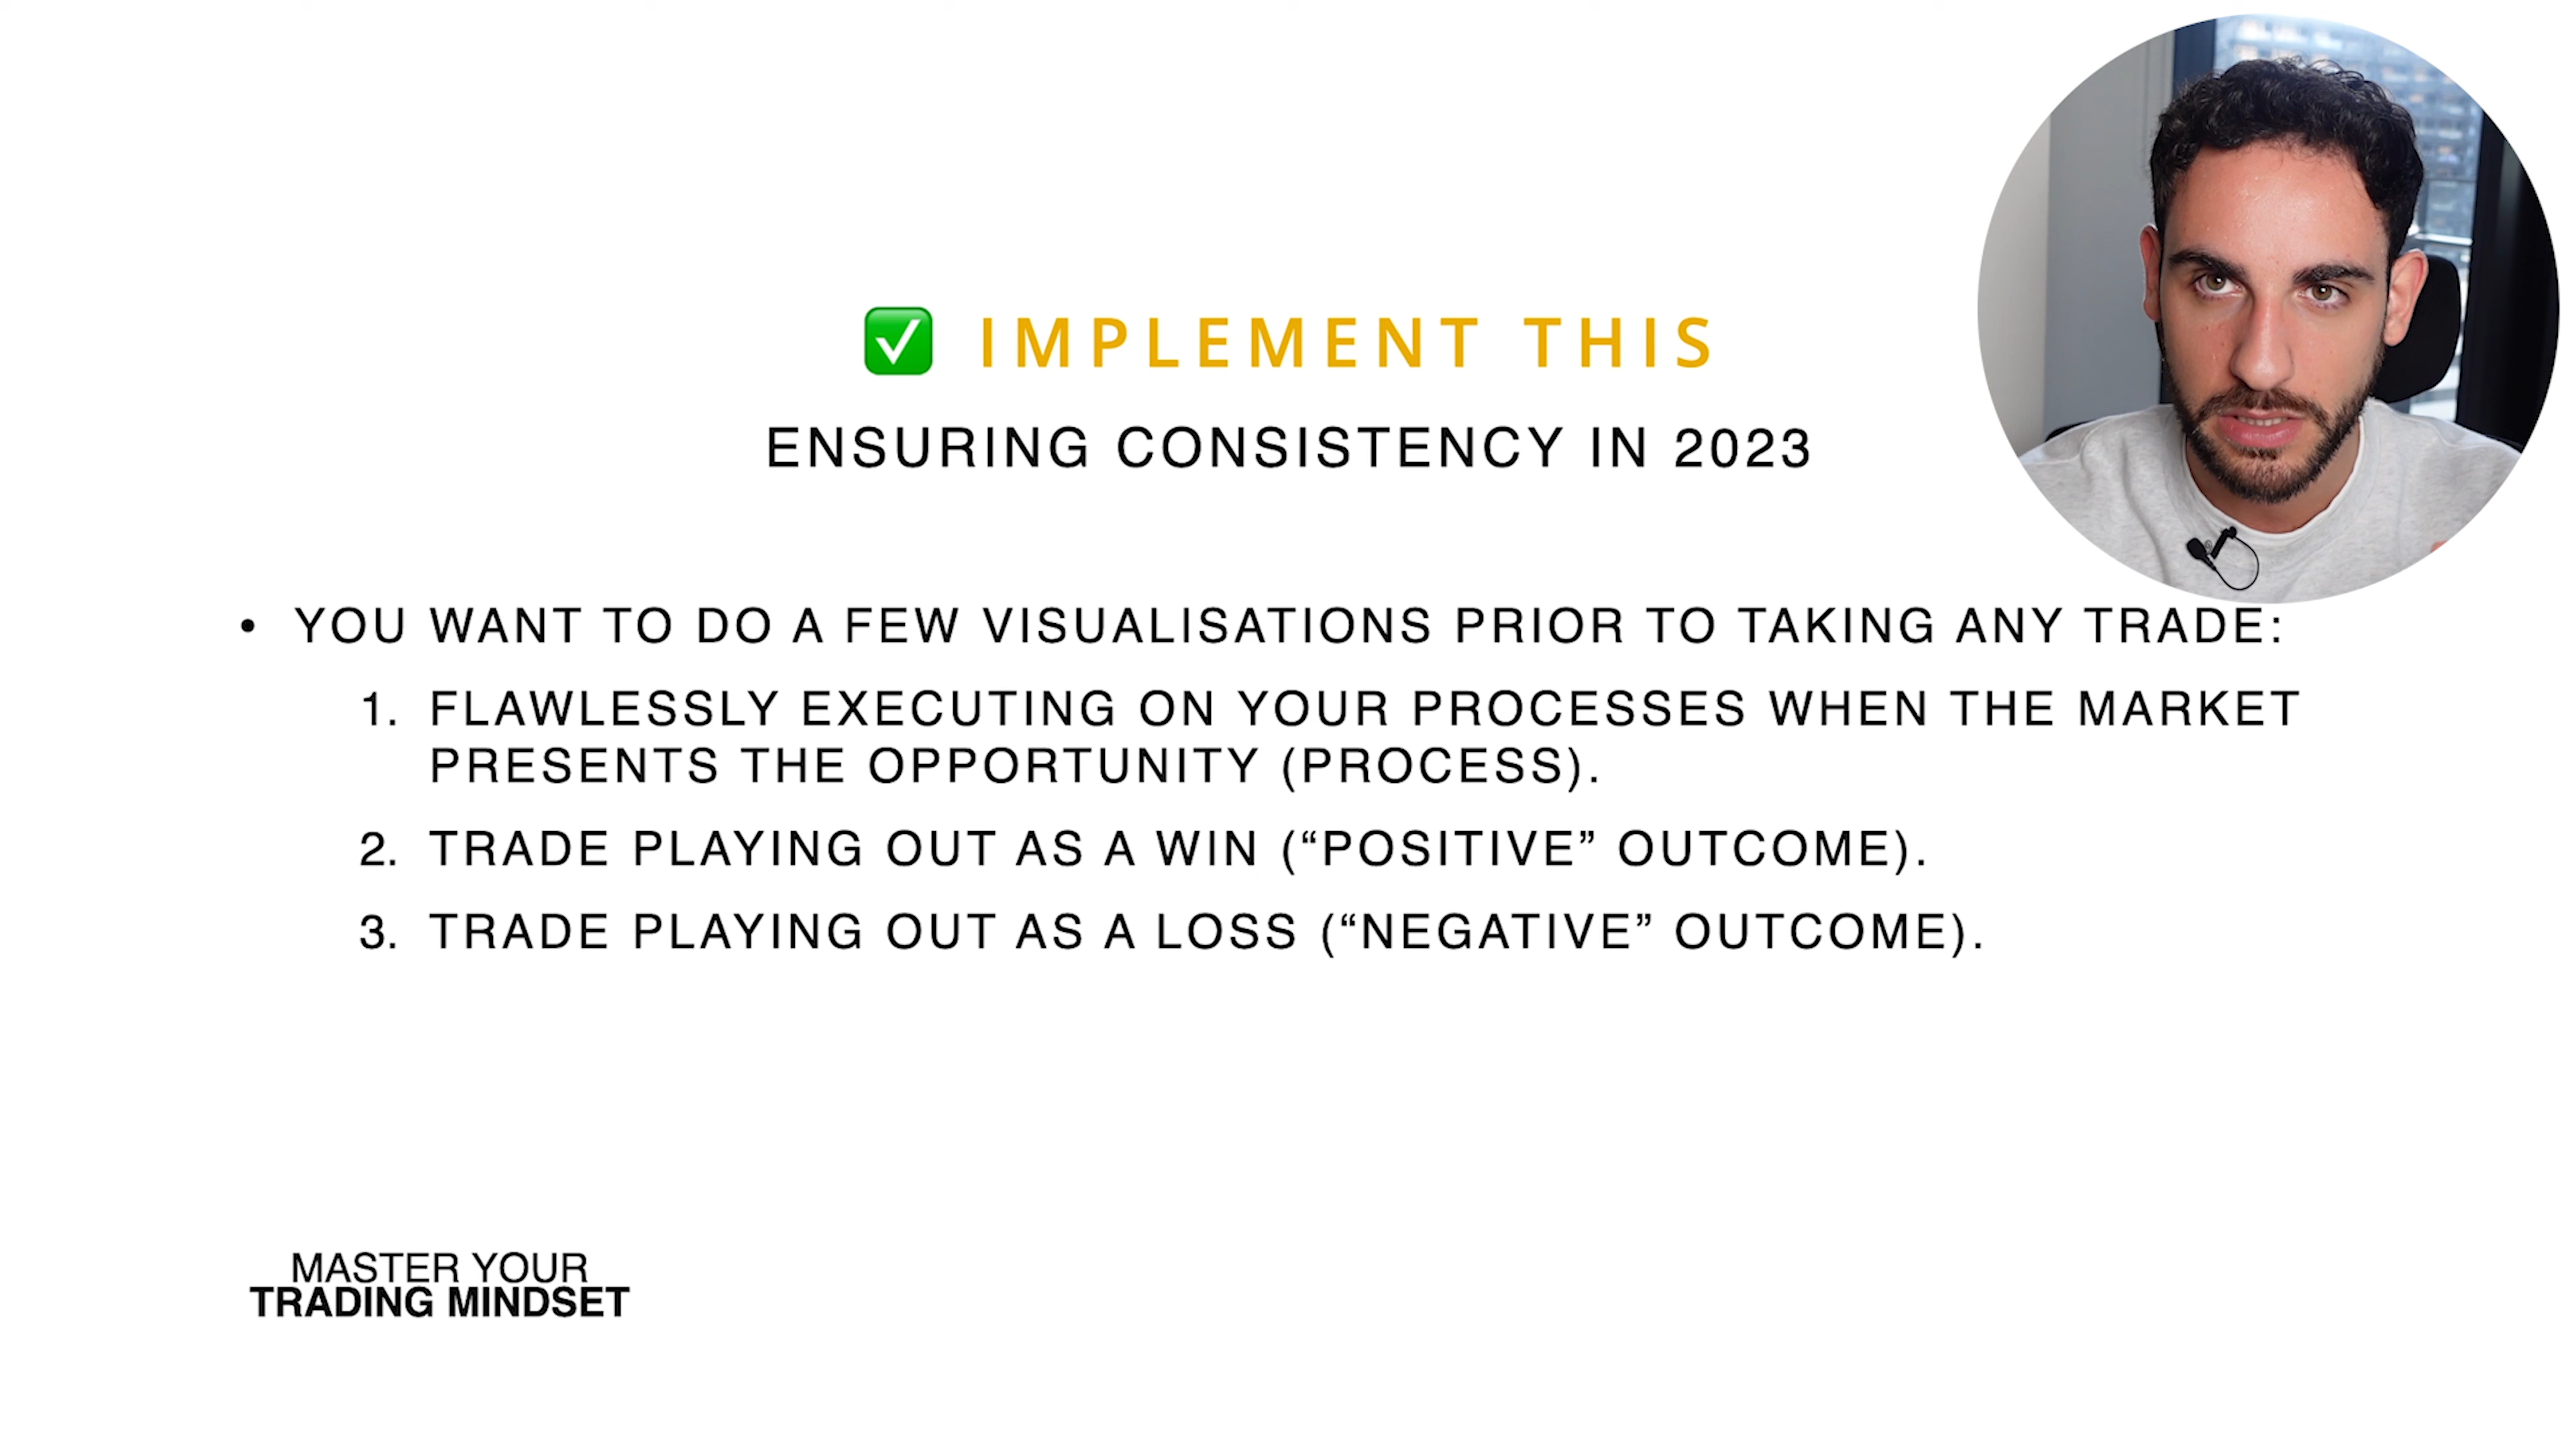 ✅ IMPLEMENT THIS
ENSURING CONSISTENCY IN 2023
• YOU WANT TO DO A FEW VISUALISATIONS PRIOR TO TAKING ANY TRADE:
1. FLAWLESSLY EXECUTING ON YOUR PROCESSES WHEN THE MARKET
PRESENTS THE OPPORTUNITY (PROCESS).
2. TRADE PLAYING OUT AS A WIN (“POSITIVE” OUTCOME).
3. TRADE PLAYING OUT AS A LOSS (“NEGATIVE” OUTCOME).
MASTER YOUR
TRADING MINDSET